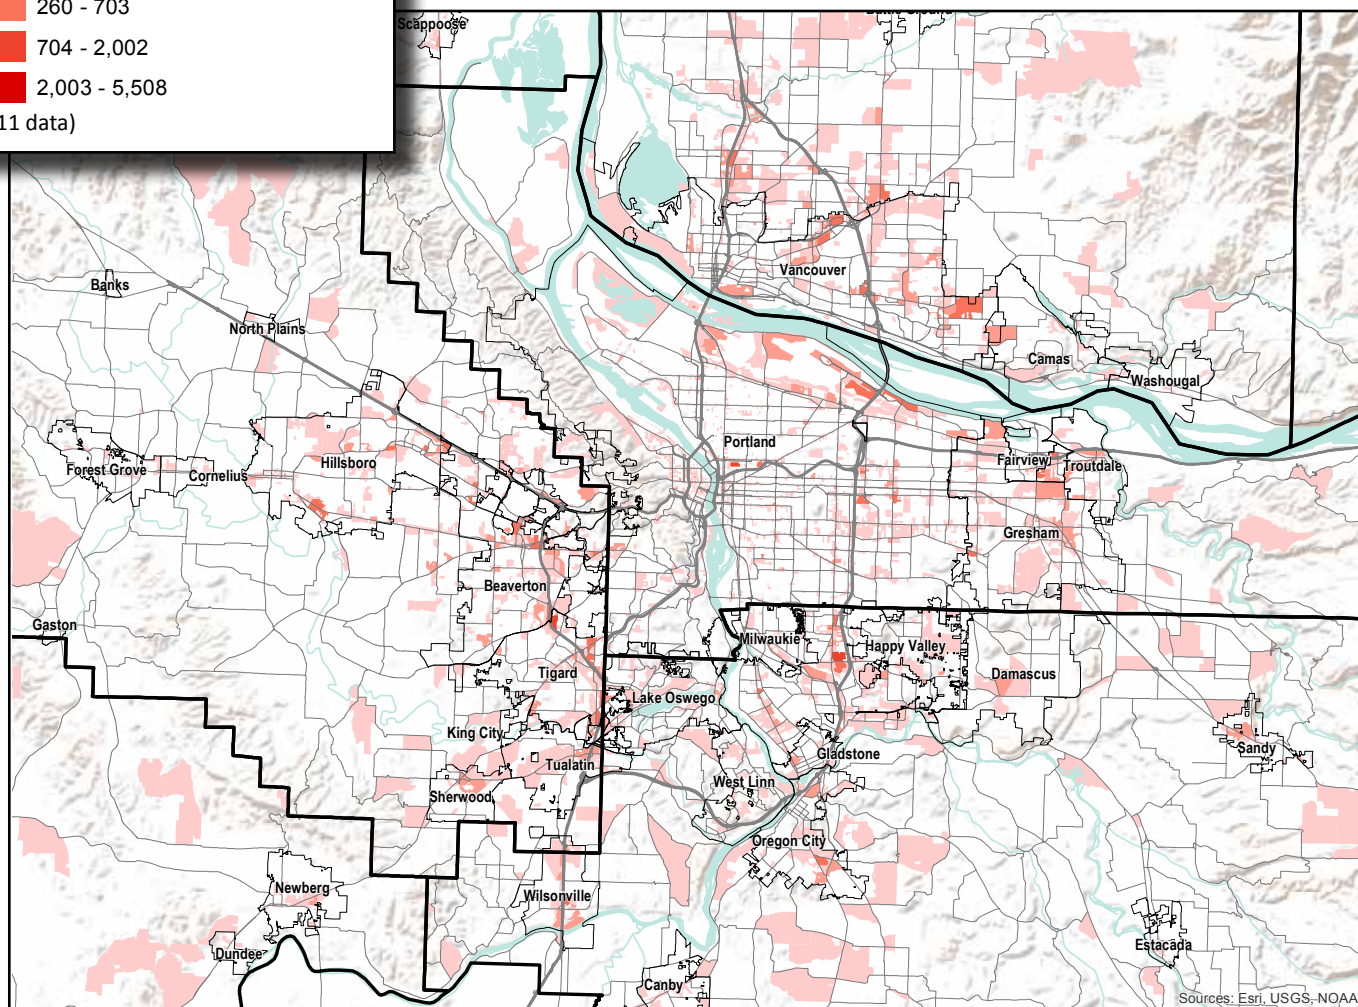 260 - 703
704 - 2,002
2,003 - 5,508
11 data)
Scappoose
Battle Ground
Vancouver
Banks
North Plains
Camas
Washougal
Portland
Forest Grove
Cornelius
Hillsboro
Fairview
Troutdale
Gresham
Beaverton
Gaston
Milwaukie
Happy Valley
Tigard
Damascus
Lake Oswego
King City
Sandy
Gladstone
Tualatin
West Linn
Sherwood
Oregon City
Newberg
Wilsonville
Dundee
Estacada
Canby
Sources: Esri, USGS, NOAA